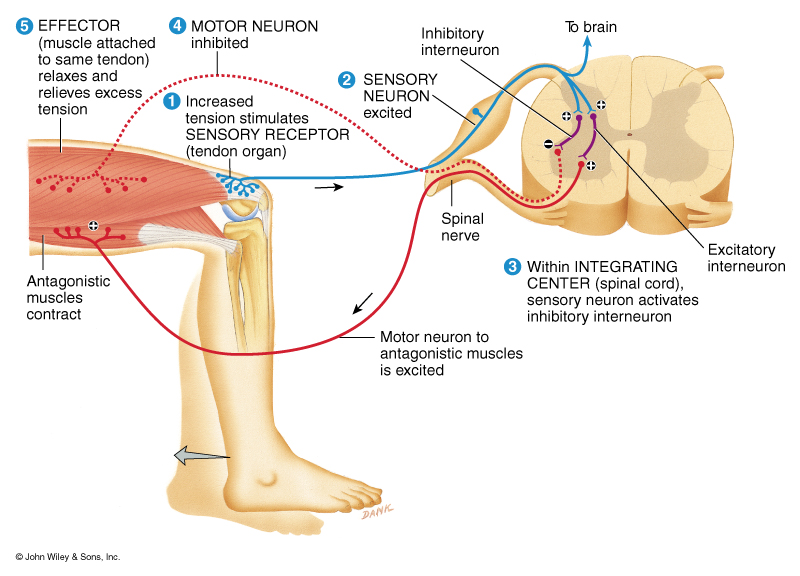 5 EFFECTOR
(muscle attached
to same tendon)
relaxes and
relieves excess
tension
4 MOTOR NEURON
inhibited
1 Increased
tension stimulates
SENSORY RECEPTOR
(tendon organ)
2 SENSORY
NEURON
excited
Inhibitory
interneuron
To brain
+
+
−
+
Spinal
nerve
Excitatory
interneuron
3 Within INTEGRATING
CENTER (spinal cord),
sensory neuron activates
inhibitory interneuron
+
Antagonistic
muscles
contract
Motor neuron to
antagonistic muscles
is excited
DANK
© John Wiley & Sons, Inc.